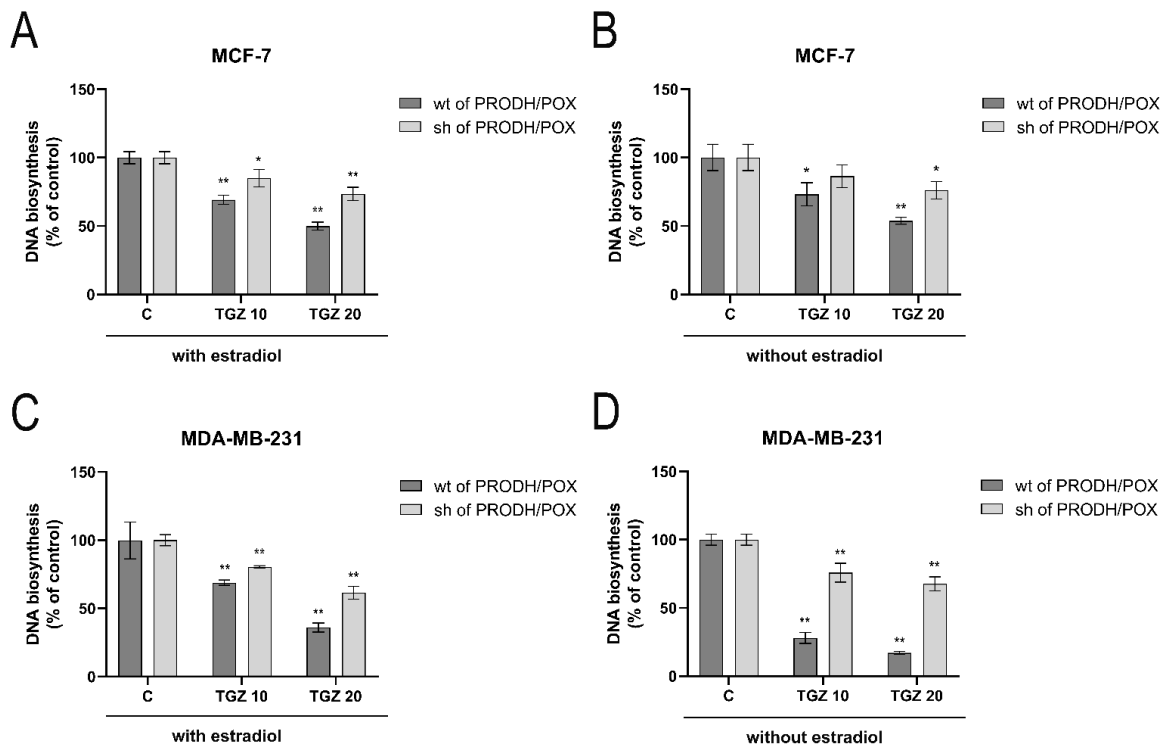 A
MCF-7
DNA biosynthesis
(% of control)
150
100
50
0
**
*
**
**
C
TGZ 10
TGZ 20
with estradiol
wt of PRODH/POX
sh of PRODH/POX
B
MCF-7
DNA biosynthesis
(% of control)
150
100
50
0
*
**
*
C
TGZ 10
TGZ 20
without estradiol
wt of PRODH/POX
sh of PRODH/POX
C
MDA-MB-231
DNA biosynthesis
(% of control)
150
100
50
0
**
**
**
**
C
TGZ 10
TGZ 20
with estradiol
wt of PRODH/POX
sh of PRODH/POX
D
MDA-MB-231
DNA biosynthesis
(% of control)
150
100
50
0
**
**
**
**
C
TGZ 10
TGZ 20
without estradiol
wt of PRODH/POX
sh of PRODH/POX